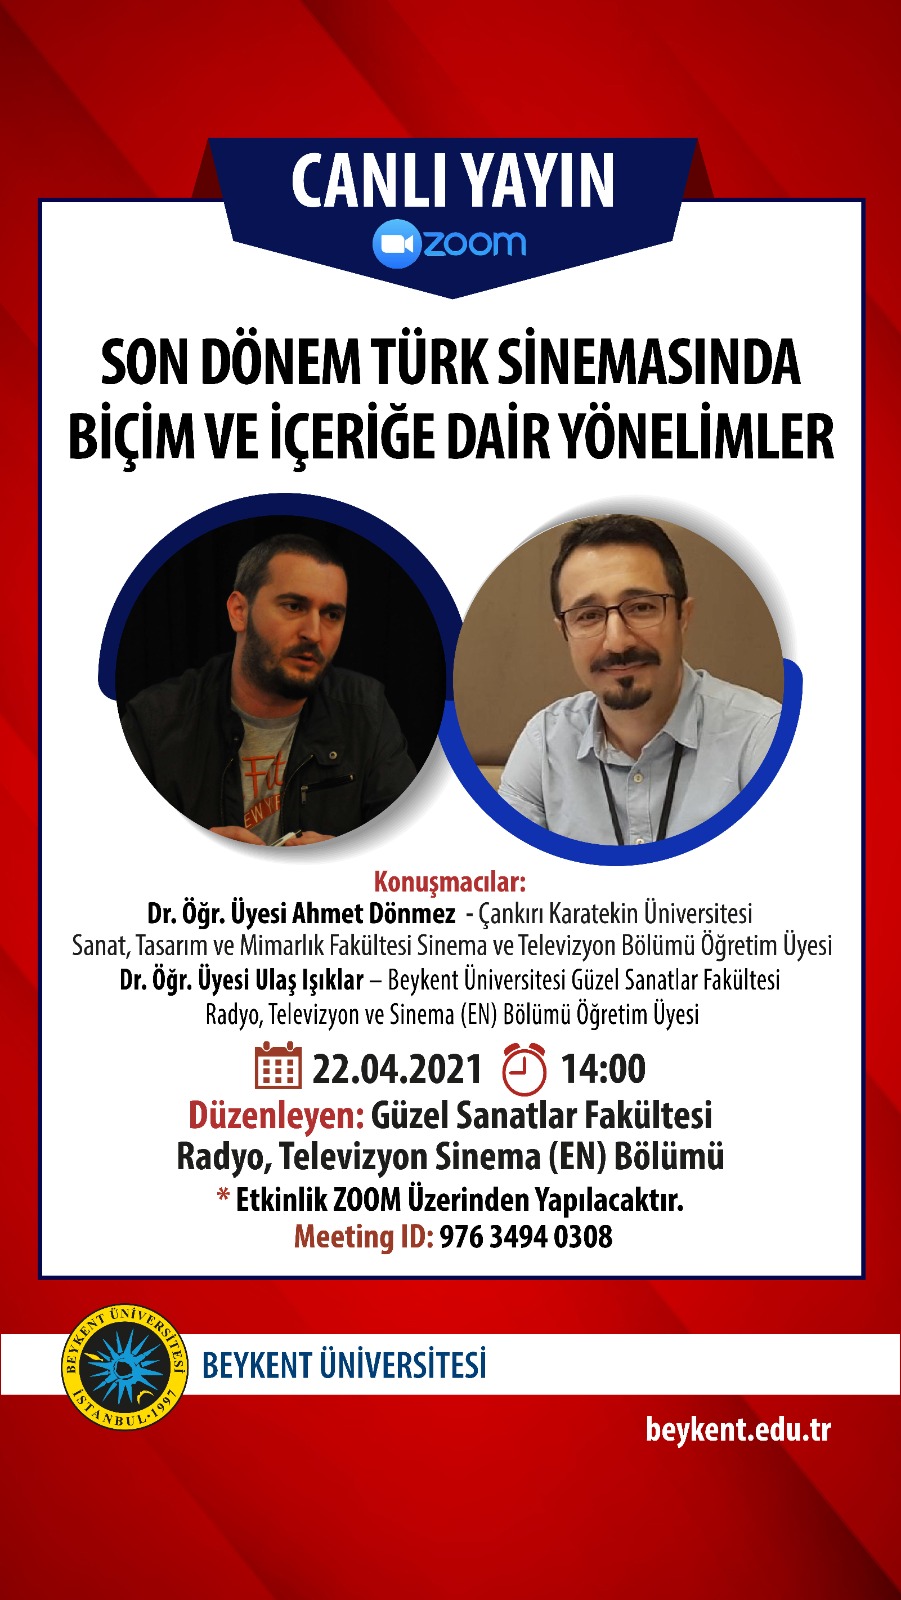 CANLI YAYIN
zoom
SON DÖNEM TÜRK SİNEMASINDA
BİÇİM VE İÇERİĞE DAİR YÖNELİMLER
Konuşmacılar:
Dr. Öğr. Üyesi Ahmet Dönmez - Çankırı Karatekin Üniversitesi
Sanat, Tasarım ve Mimarlık Fakültesi Sinema ve Televizyon Bölümü Öğretim Üyesi
Dr. Öğr. Üyesi Ulaş Işıklar – Beykent Üniversitesi Güzel Sanatlar Fakültesi
Radyo, Televizyon ve Sinema (EN) Bölümü Öğretim Üyesi
22.04.2021 14:00
Düzenleyen: Güzel Sanatlar Fakültesi
Radyo, Televizyon Sinema (EN) Bölümü
* Etkinlik ZOOM Üzerinden Yapılacaktır.
Meeting ID: 976 3494 0308
BEYKENT ÜNİVERSİTESİ
İSTANBUL·1997
BEYKENT ÜNİVERSİTESİ
beykent.edu.tr